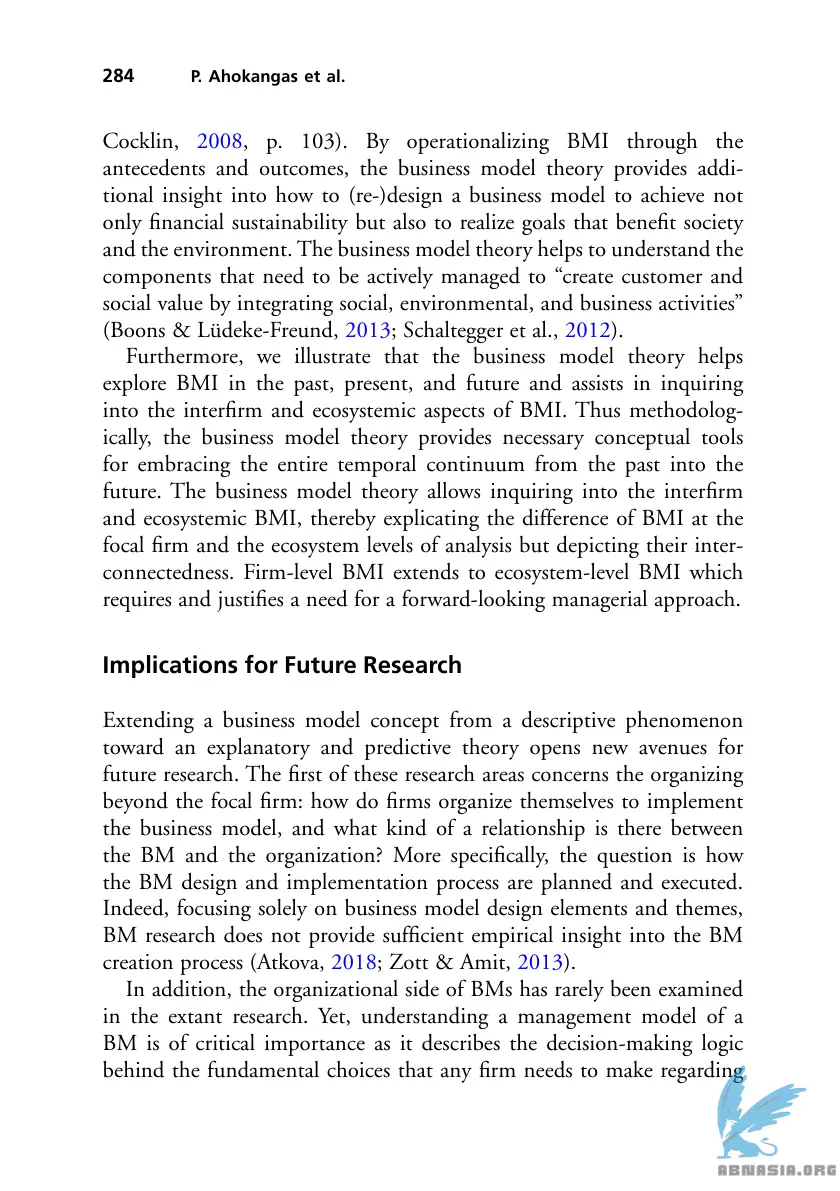 284 P. Ahokangas et al.
Cocklin, 2008, p. 103). By operationalizing BMI through the
antecedents and outcomes, the business model theory provides addi-
tional insight into how to (re-)design a business model to achieve not
only financial sustainability but also to realize goals that benefit society
and the environment. The business model theory helps to understand the
components that need to be actively managed to “create customer and
social value by integrating social, environmental, and business activities”
(Boons & Lüdeke-Freund, 2013; Schaltegger et al., 2012).
Furthermore, we illustrate that the business model theory helps
explore BMI in the past, present, and future and assists in inquiring
into the interfirm and ecosystemic aspects of BMI. Thus methodolog-
ically, the business model theory provides necessary conceptual tools
for embracing the entire temporal continuum from the past into the
future. The business model theory allows inquiring into the interfirm
and ecosystemic BMI, thereby explicating the difference of BMI at the
focal firm and the ecosystem levels of analysis but depicting their inter-
connectedness. Firm-level BMI extends to ecosystem-level BMI which
requires and justifies a need for a forward-looking managerial approach.
Implications for Future Research
Extending a business model concept from a descriptive phenomenon
toward an explanatory and predictive theory opens new avenues for
future research. The first of these research areas concerns the organizing
beyond the focal firm: how do firms organize themselves to implement
the business model, and what kind of a relationship is there between
the BM and the organization? More specifically, the question is how
the BM design and implementation process are planned and executed.
Indeed, focusing solely on business model design elements and themes,
BM research does not provide sufficient empirical insight into the BM
creation process (Atkova, 2018; Zott & Amit, 2013).
In addition, the organizational side of BMs has rarely been examined
in the extant research. Yet, understanding a management model of a
BM is of critical importance as it describes the decision-making logic
behind the fundamental choices that any firm needs to make regarding
ABNASIA.ORG